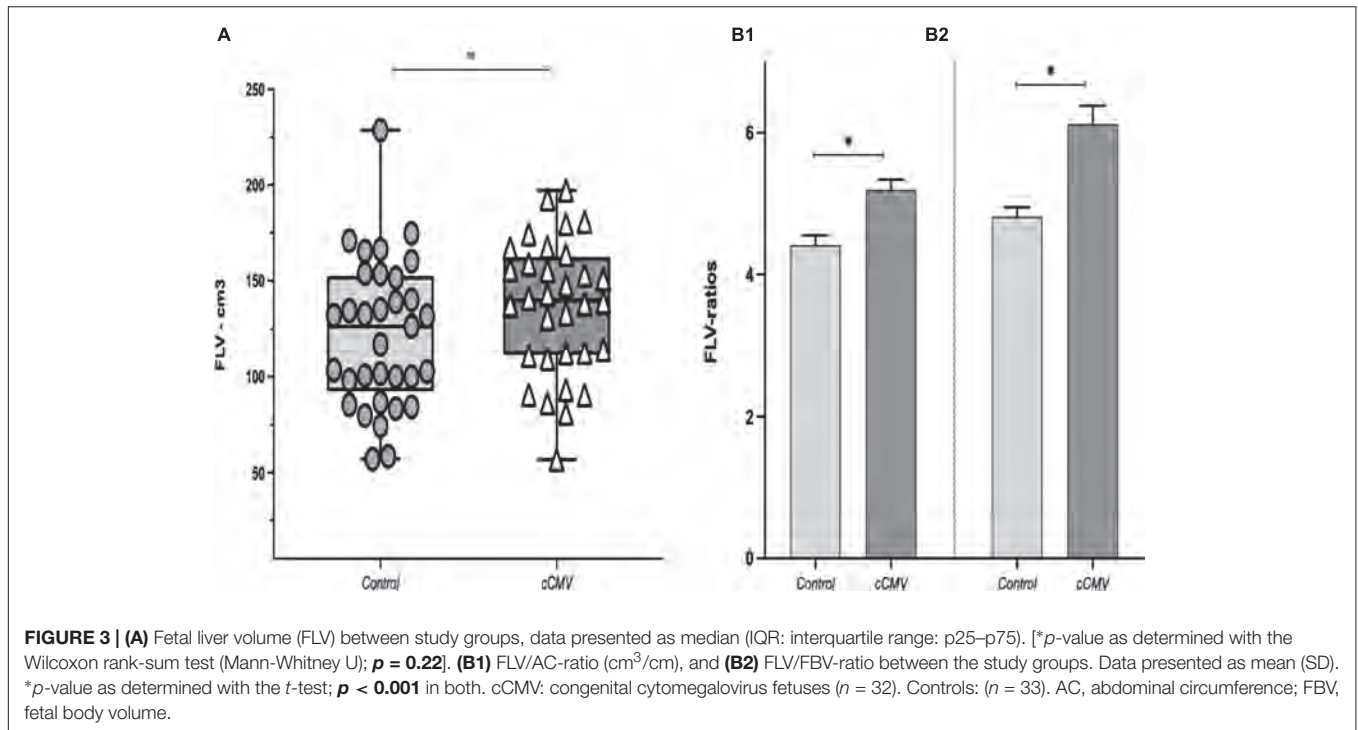 A
B1
B2
*
*
*
250
200
150
100
50
FLV - cm3
Control
cCMV
6
4
2
0
FLV-ratios
Control
cCMV
Control
cCMV
FIGURE 3 | (A) Fetal liver volume (FLV) between study groups, data presented as median (IQR: interquartile range: p25–p75). [*p-value as determined with the
Wilcoxon rank-sum test (Mann-Whitney U); p = 0.22]. (B1) FLV/AC-ratio (cm³/cm), and (B2) FLV/FBV-ratio between the study groups. Data presented as mean (SD).
*p-value as determined with the t-test; p < 0.001 in both. cCMV: congenital cytomegalovirus fetuses (n = 32). Controls: (n = 33). AC, abdominal circumference; FBV,
fetal body volume.